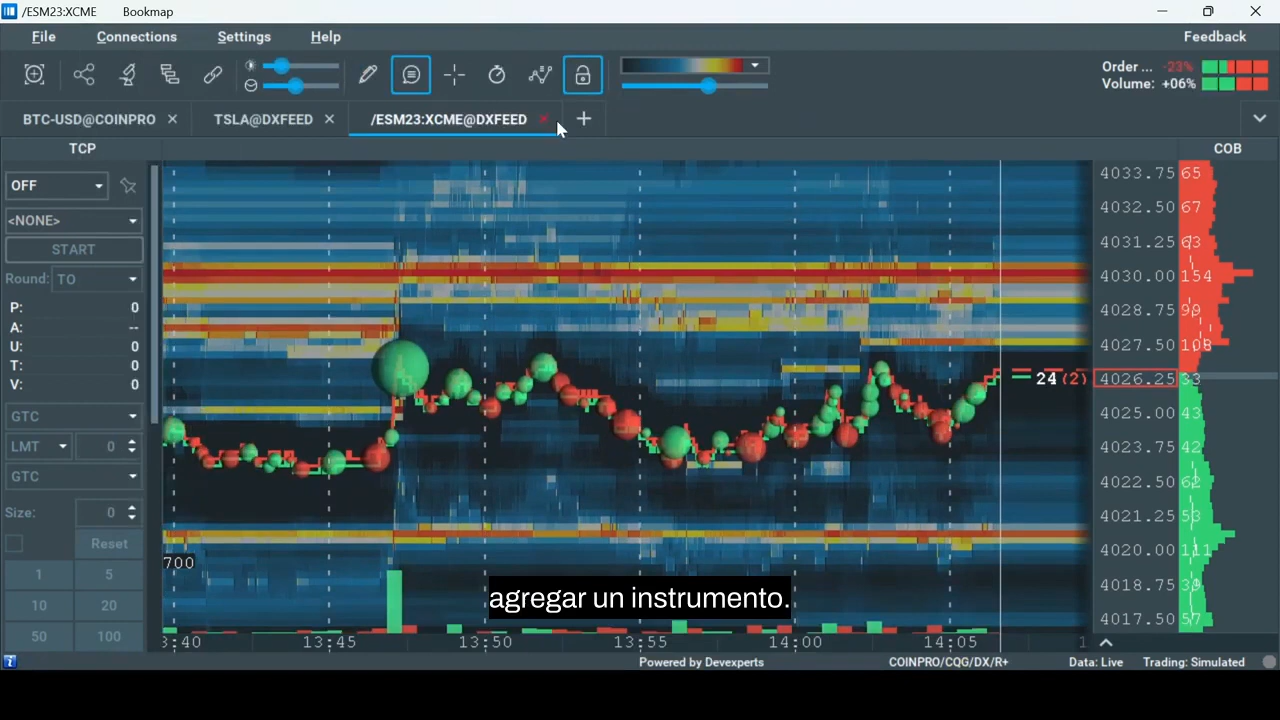 /ESM23:XCME Bookmap
File Connections Settings Help Feedback
Order ... -23%
Volume: +06%
BTC-USD@COINPRO TSLA@DXFEED /ESM23:XCME@DXFEED
TCP COB
OFF
<NONE>
START
Round: TO
P: 0
A: --
U: 0
T: 0
V: 0
GTC
LMT 0
GTC
Size: 0
Reset
1 5
10 20
50 100
4033.75 65
4032.50 67
4031.25 63
4030.00 154
4028.75 99
4027.50 108
24 (2) 4026.25 33
4025.00 43
4023.75 42
4022.50 62
4021.25 53
4020.00 111
4018.75 39
4017.50 57
700
agregar un instrumento.
3:40 13:45 13:50 13:55 14:00 14:05 1
Powered by Devexperts COINPRO/CQG/DX/R+ Data: Live Trading: Simulated